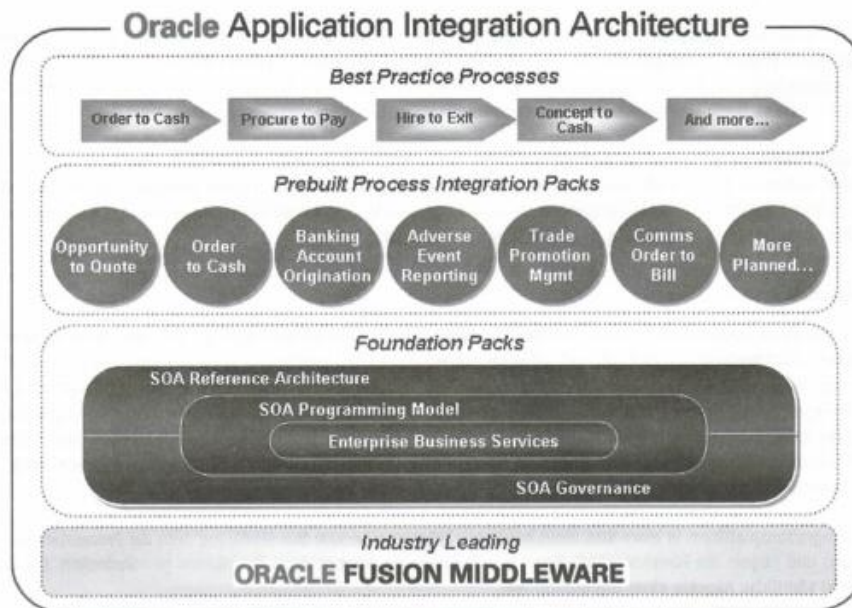 Oracle Application Integration Architecture
Best Practice Processes
Order to Cash
Procure to Pay
Hire to Exit
Concept to
Cash
And more...
Prebuilt Process Integration Packs
Opportunity
to Quote
Order
to Cash
Banking
Account
Origination
Adverse
Event
Reporting
Trade
Promotion
Mgmt
Comms
Order to
Bill
More
Planned...
Foundation Packs
SOA Reference Architecture
SOA Programming Model
Enterprise Business Services
SOA Governance
Industry Leading
ORACLE FUSION MIDDLEWARE